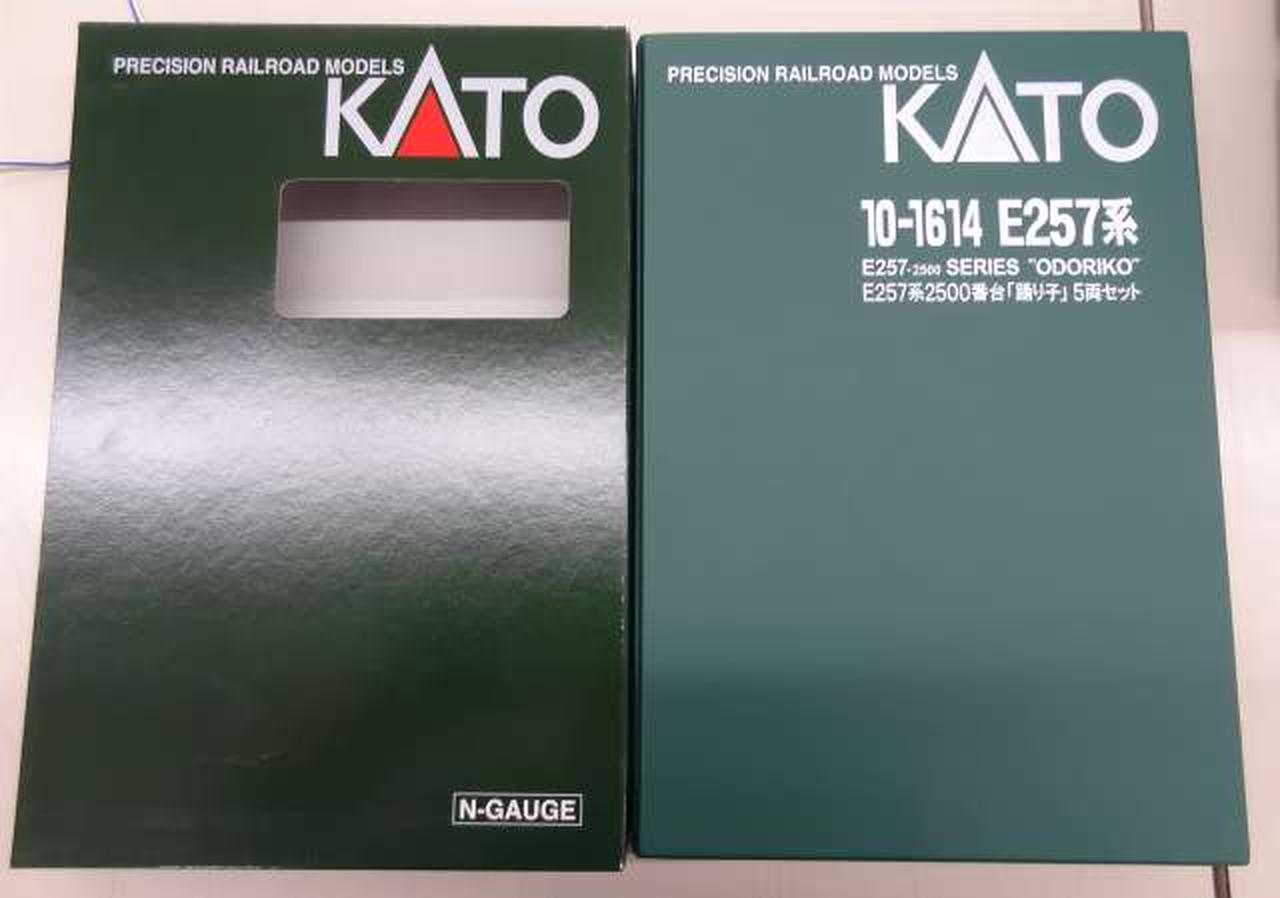 PRECISION RAILROAD MODELS
KATO
N-GAUGE
PRECISION RAILROAD MODELS
KATO
10-1614 E257系
E257-2500 SERIES "ODORIKO"
E257系2500番台「踊り子」5両セット